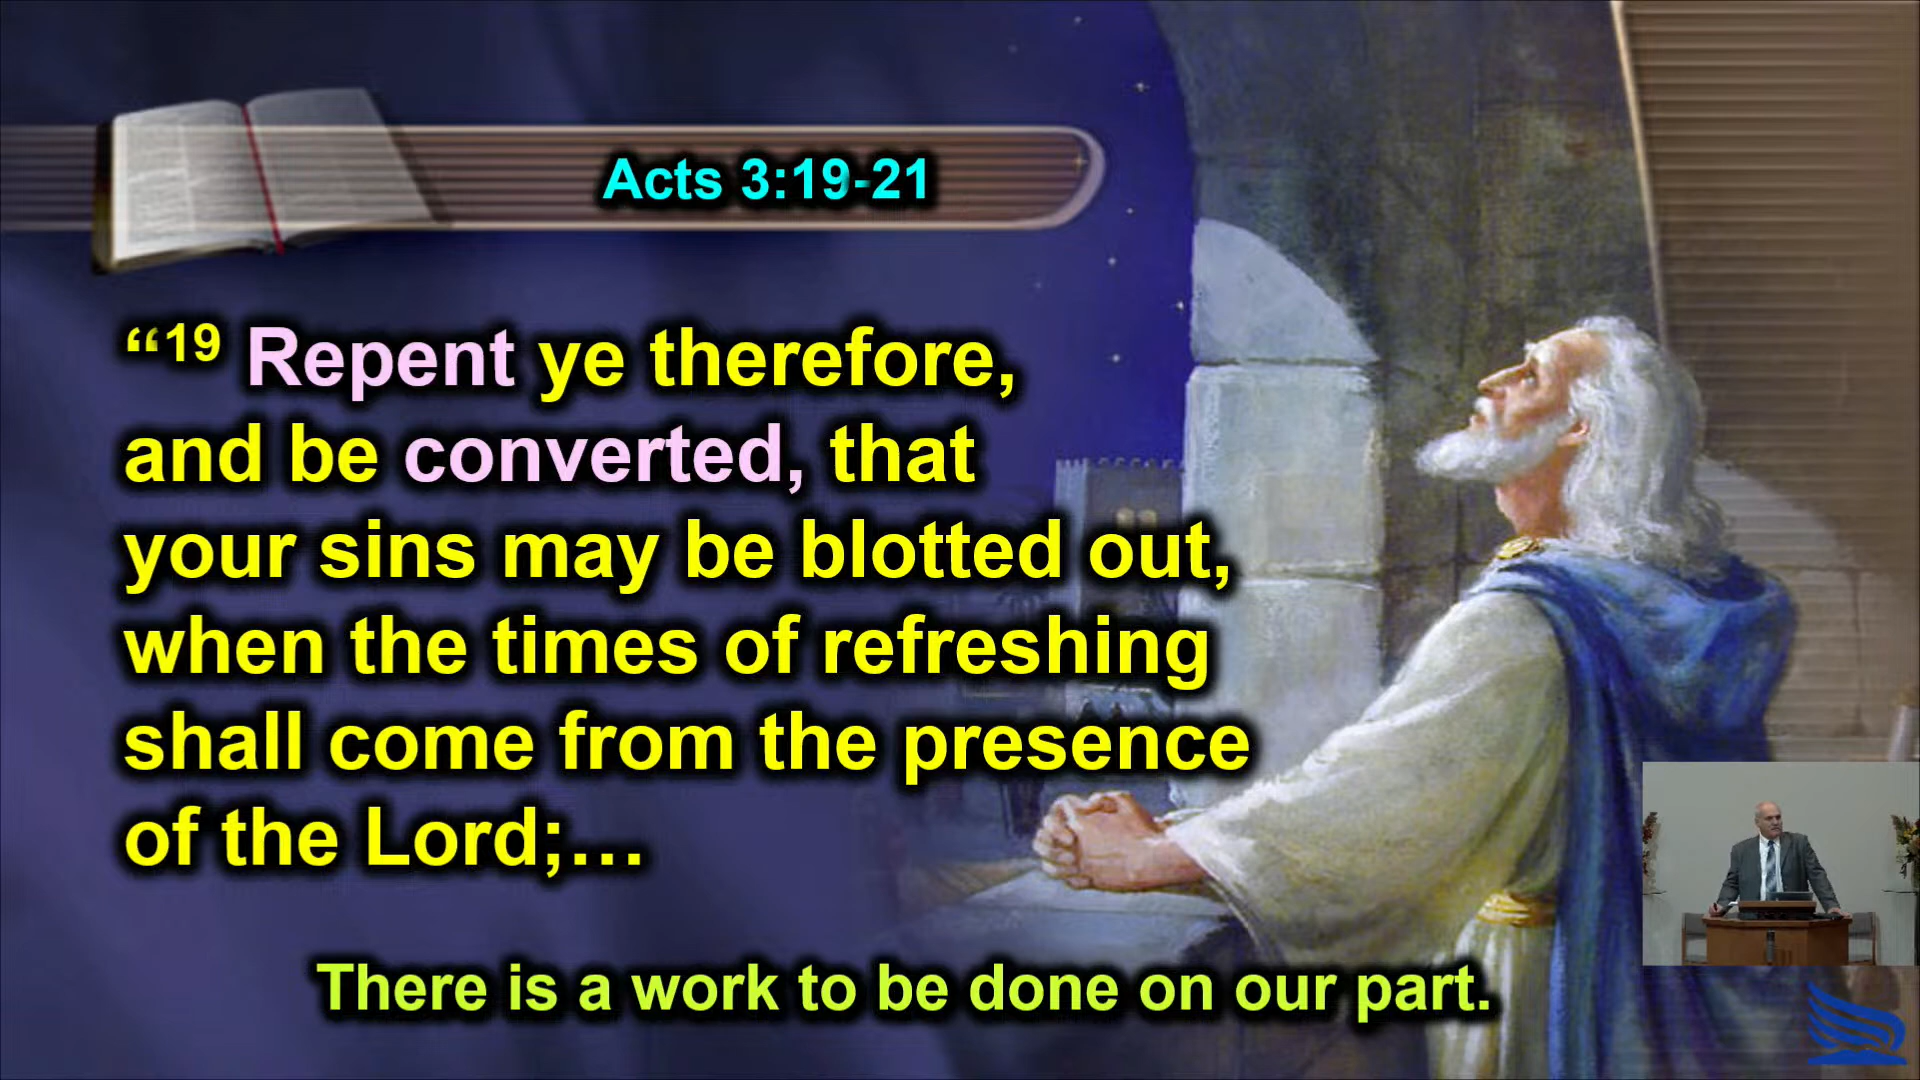 Acts 3:19-21
“19 Repent ye therefore,
and be converted, that
your sins may be blotted out,
when the times of refreshing
shall come from the presence
of the Lord;…
There is a work to be done on our part.